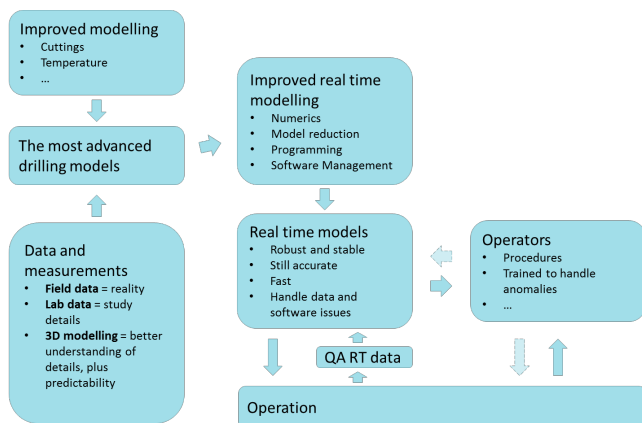 Improved modelling
• Cuttings
• Temperature
• ...
The most advanced
drilling models
Data and
measurements
• Field data = reality
• Lab data = study
details
• 3D modelling = better
understanding of
details, plus
predictability
Improved real time
modelling
• Numerics
• Model reduction
• Programming
• Software Management
Real time models
• Robust and stable
• Still accurate
• Fast
• Handle data and
software issues
Operators
• Procedures
• Trained to handle
anomalies
• ...
QA RT data
Operation